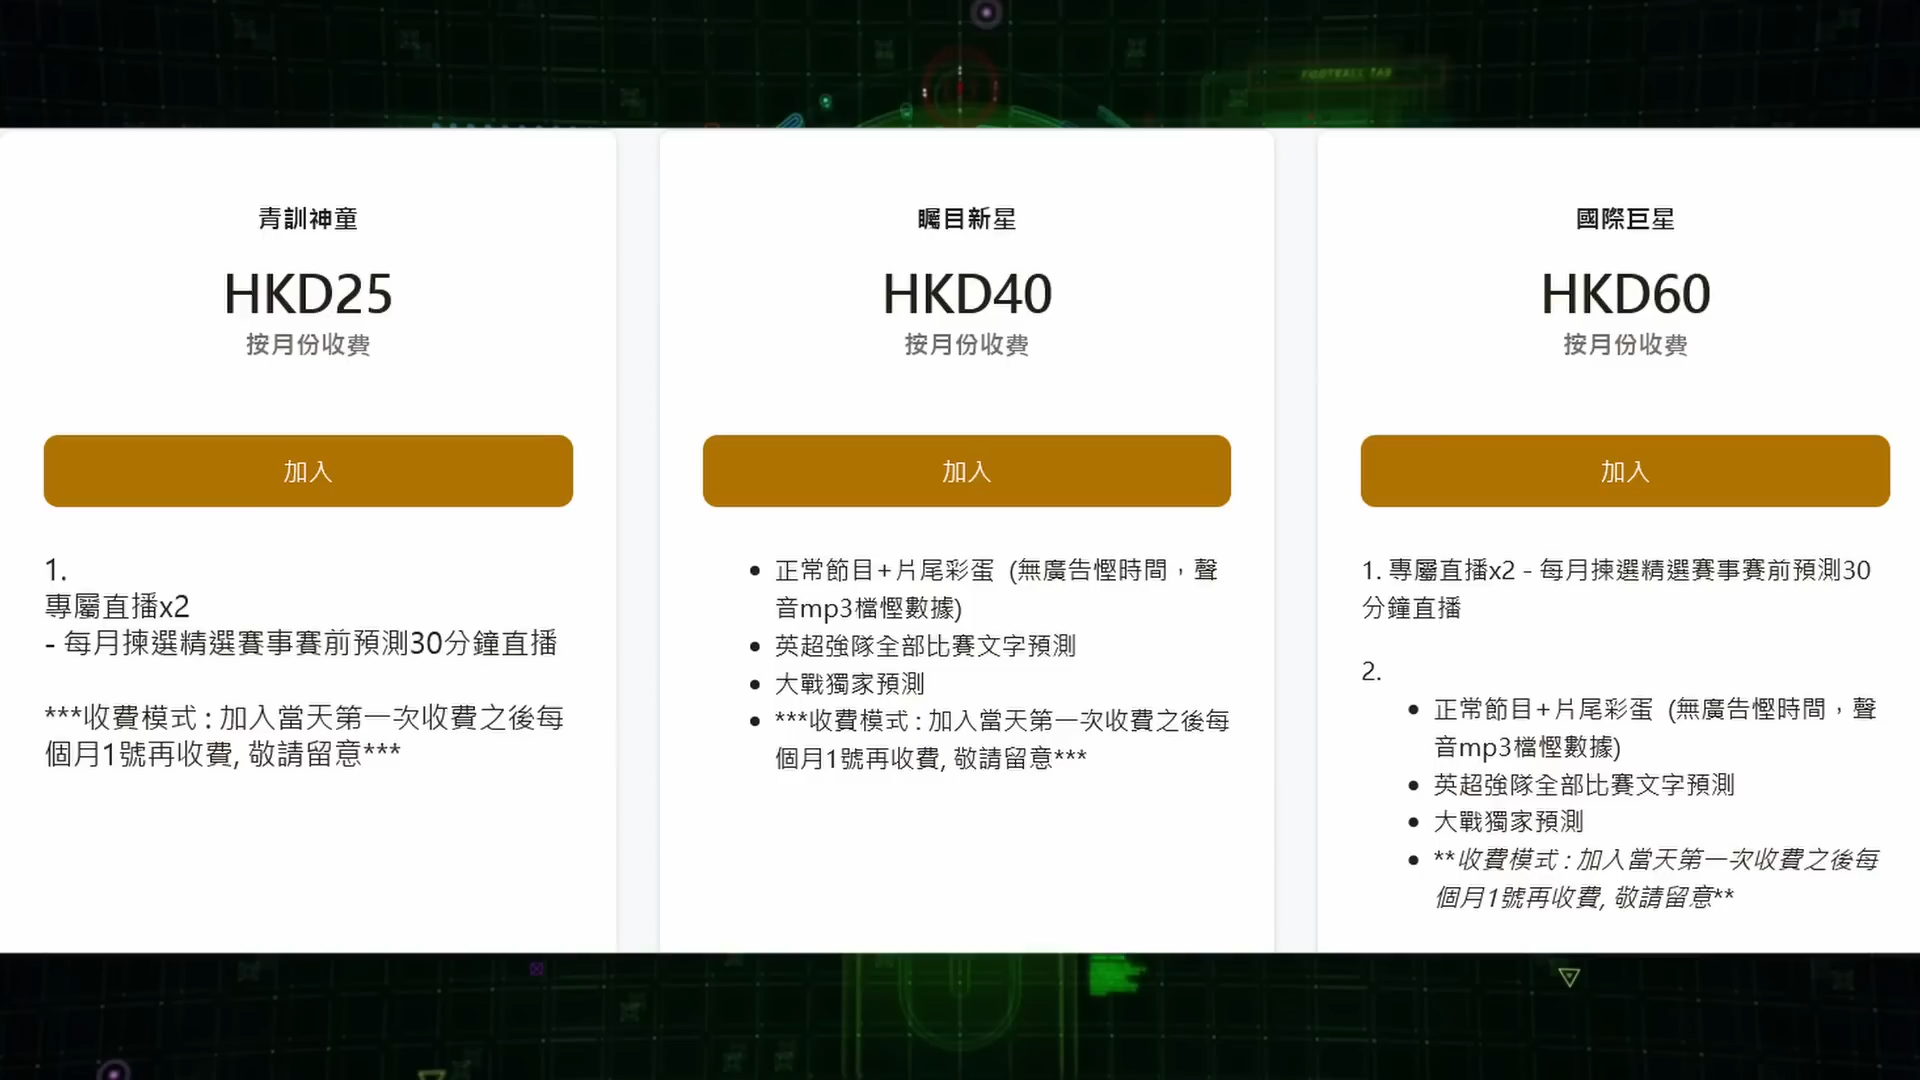 FOOTBALL LAB
青訓神童
HKD25
按月份收費
加入
1.
專屬直播x2
- 每月揀選精選賽事賽前預測30分鐘直播
***收費模式 : 加入當天第一次收費之後每
個月1號再收費, 敬請留意***
矚目新星
HKD40
按月份收費
加入
正常節目+片尾彩蛋 (無廣告慳時間，聲
音mp3檔慳數據)
英超強隊全部比賽文字預測
大戰獨家預測
***收費模式 : 加入當天第一次收費之後每
個月1號再收費, 敬請留意***
國際巨星
HKD60
按月份收費
加入
1. 專屬直播x2 - 每月揀選精選賽事賽前預測30
分鐘直播
2.
正常節目+片尾彩蛋 (無廣告慳時間，聲
音mp3檔慳數據)
英超強隊全部比賽文字預測
大戰獨家預測
**收費模式 : 加入當天第一次收費之後每
個月1號再收費, 敬請留意**